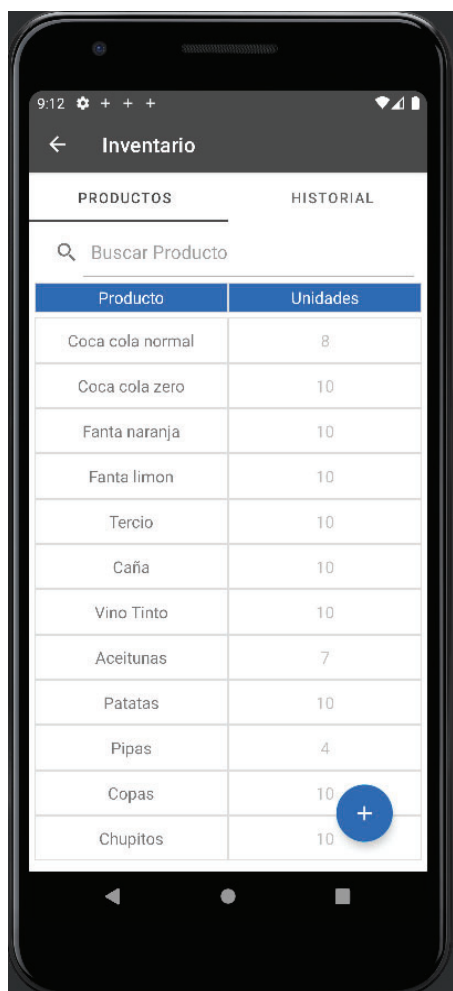 9:12
Inventario
PRODUCTOS HISTORIAL
Buscar Producto
Producto Unidades
Coca cola normal 8
Coca cola zero 10
Fanta naranja 10
Fanta limon 10
Tercio 10
Caña 10
Vino Tinto 10
Aceitunas 7
Patatas 10
Pipas 4
Copas 10
Chupitos 10